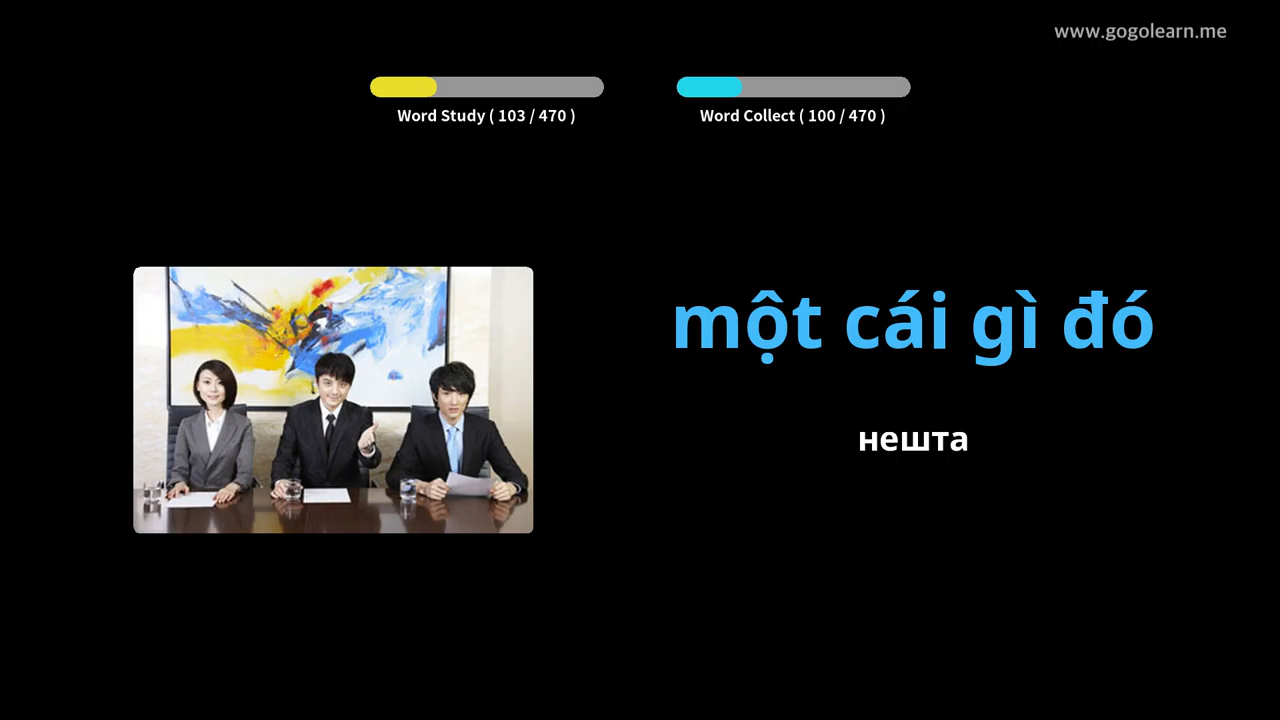 www.gogolearn.me
Word Study ( 103 / 470 )
Word Collect ( 100 / 470 )
một cái gì đó
нешта